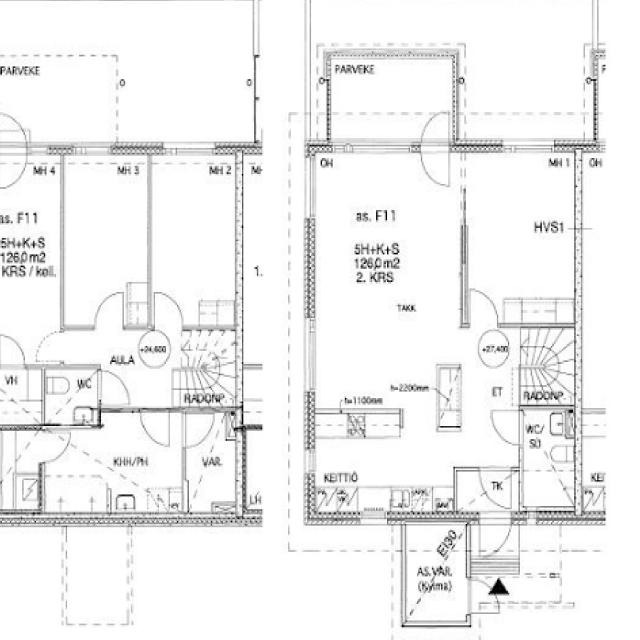 PARVEKE
MH 4
MH 3
MH 2
as. F11
5H+K+S
126,0 m2
KRS / kell.
1.
+24,600
AULA
VH
WC
RADONP.
KHH/PH
VAR.
LH
PARVEKE
OH
MH 1
OH
as. F11
HVS1
5H+K+S
126,0 m2
2. KRS
TAKK
+27,400
h=2200mm
ET
RADONP.
h=1100mm
WC/
SU
KEITTIÖ
TK
KEI
EI30
AS.VAR.
(Kylmä)